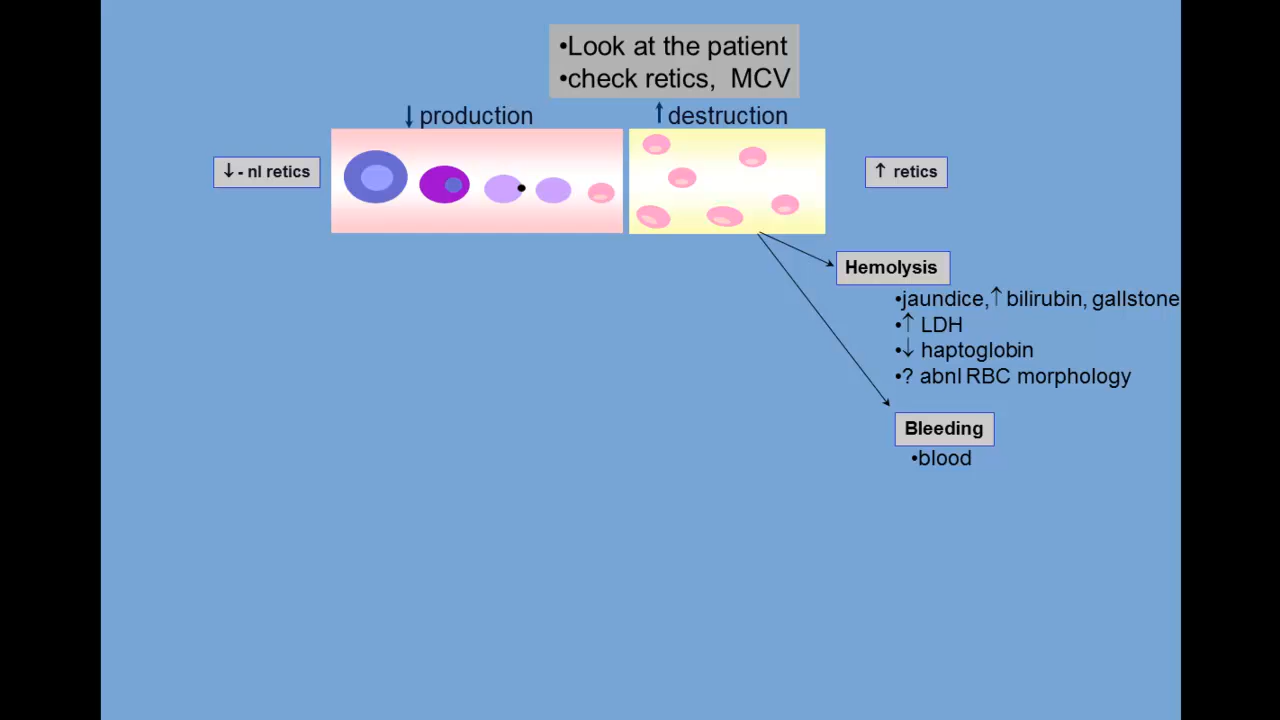 •Look at the patient
•check retics, MCV
↓ production
↑ destruction
↓ - nl retics
↑ retics
Hemolysis
•jaundice,↑ bilirubin, gallstone
•↑ LDH
•↓ haptoglobin
•? abnl RBC morphology
Bleeding
•blood